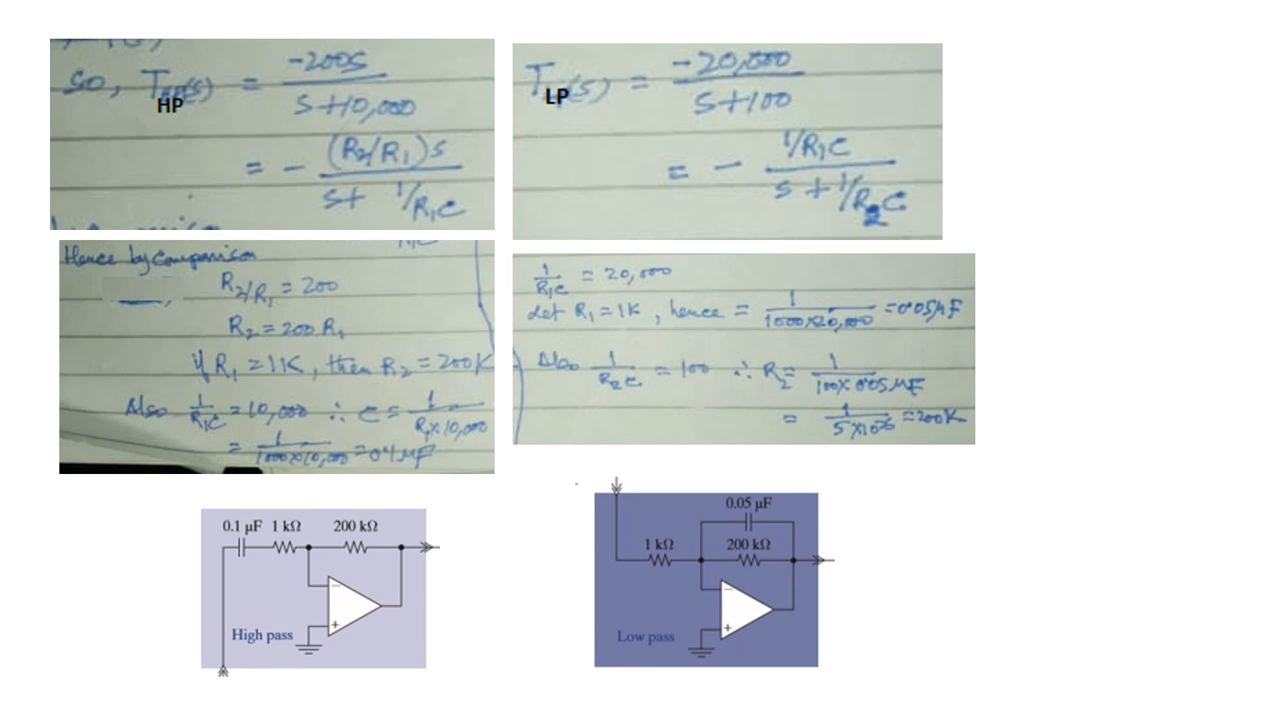 so, T HP (s) = -200s / s+10,000
= - (R₂/R₁)s / s+ 1/R₁C
Hence by comparison
R₂/R₁ = 200
R₂ = 200 R₁
if R₁ = 1K, then R₂ = 200K
Also 1/R₁C = 10,000 ∴ C = 1/R₁×10,000
= 1/1000×10,000 = 0.1 µF
T LP (s) = -20,000 / s+100
= - 1/R₁C / s + 1/R₂C
1/R₁C = 20,000
Let R₁ = 1K, hence = 1/1000×20,000 = 0.05µF
Also 1/R₂C = 100 ∴ R₂ = 1/100×0.05µF
= 1/5×10-6 = 200K
0.1 µF 1 kΩ 200 kΩ
−
+
High pass
0.05 µF
1 kΩ 200 kΩ
−
+
Low pass